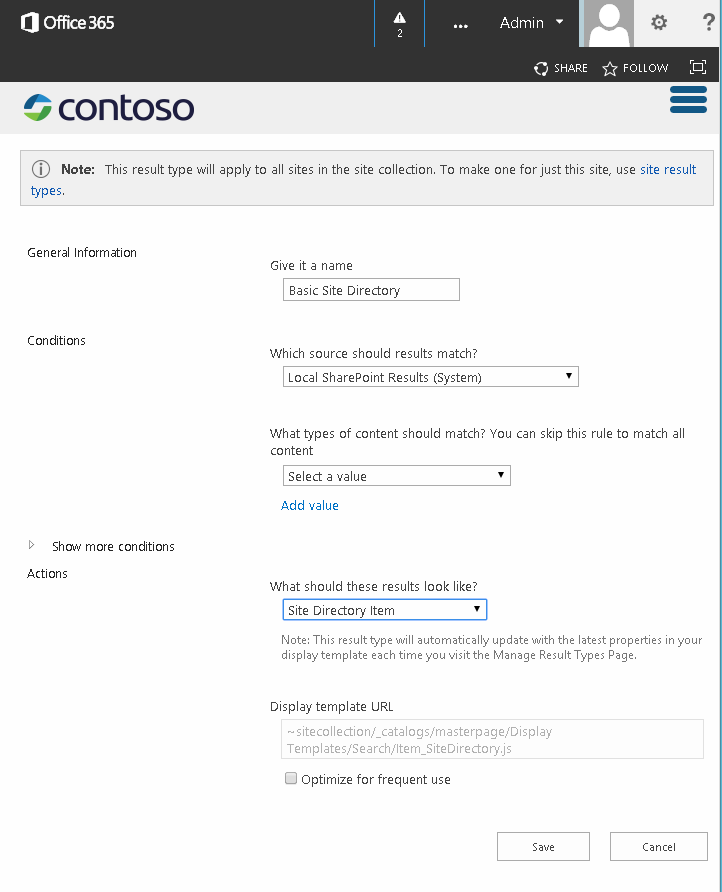 Office 365
2
...
Admin
?
SHARE
FOLLOW
contoso
Note: This result type will apply to all sites in the site collection. To make one for just this site, use site result
types.
General Information
Give it a name
Basic Site Directory
Conditions
Which source should results match?
Local SharePoint Results (System)
What types of content should match? You can skip this rule to match all
content
Select a value
Add value
Show more conditions
Actions
What should these results look like?
Site Directory Item
Note: This result type will automatically update with the latest properties in your
display template each time you visit the Manage Result Types Page.
Display template URL
~sitecollection/_catalogs/masterpage/Display
Templates/Search/Item_SiteDirectory.js
Optimize for frequent use
Save
Cancel